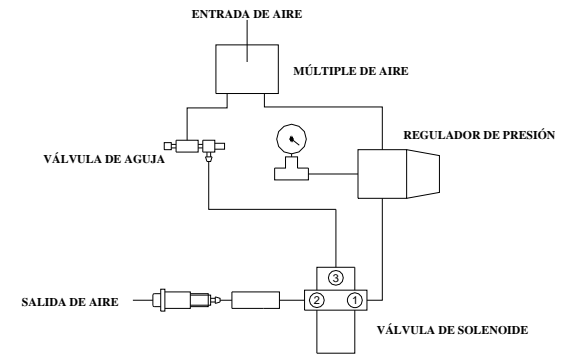 ENTRADA DE AIRE
MÚLTIPLE DE AIRE
REGULADOR DE PRESIÓN
VÁLVULA DE AGUJA
3
SALIDA DE AIRE
2
1
VÁLVULA DE SOLENOIDE